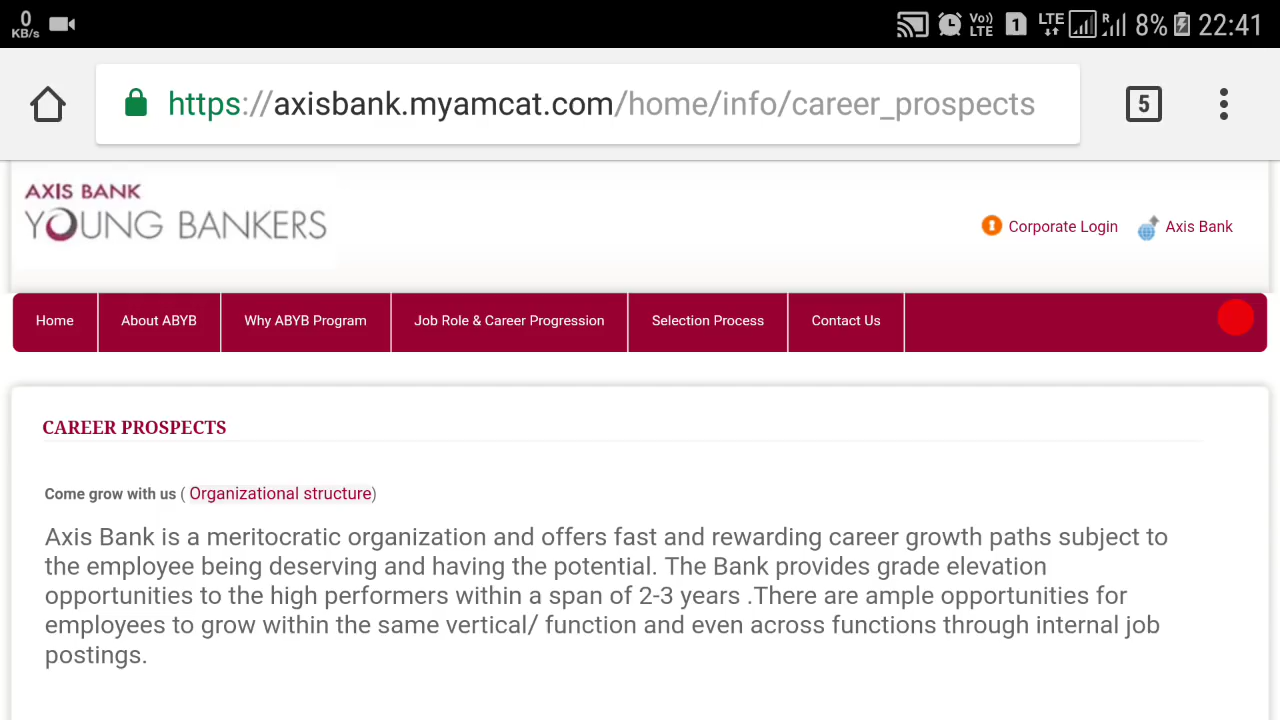 0
KB/s
Vo))
LTE
1
LTE
R
8%
22:41
https://axisbank.myamcat.com/home/info/career_prospects
5
AXIS BANK
YOUNG BANKERS
Corporate Login
Axis Bank
Home
About ABYB
Why ABYB Program
Job Role & Career Progression
Selection Process
Contact Us
CAREER PROSPECTS
Come grow with us ( Organizational structure)
Axis Bank is a meritocratic organization and offers fast and rewarding career growth paths subject to
the employee being deserving and having the potential. The Bank provides grade elevation
opportunities to the high performers within a span of 2-3 years .There are ample opportunities for
employees to grow within the same vertical/ function and even across functions through internal job
postings.